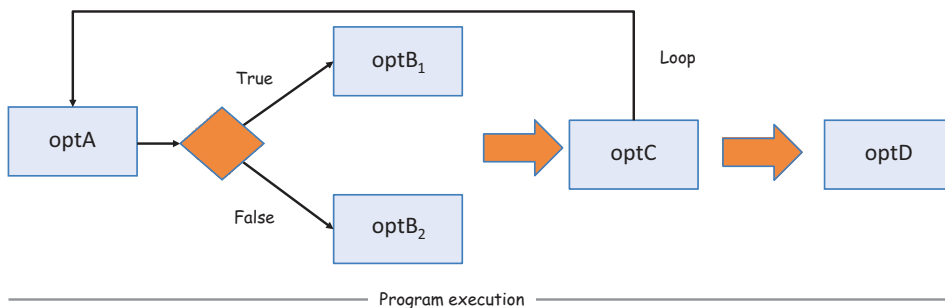 optB₁
Loop
True
optA
optC
optD
False
optB₂
Program execution